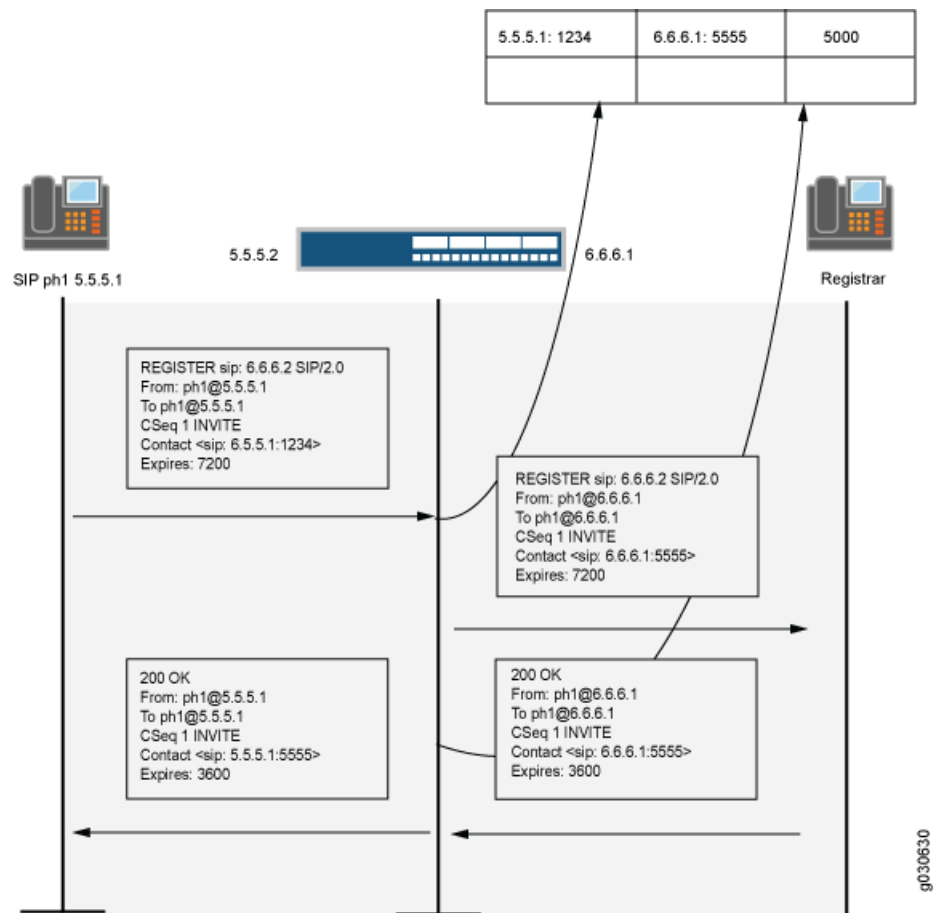 5.5.5.1: 1234 6.6.6.1: 5555 5000
5.5.5.2 6.6.6.1
SIP ph1 5.5.5.1 Registrar
REGISTER sip: 6.6.6.2 SIP/2.0
From: ph1@5.5.5.1
To ph1@5.5.5.1
CSeq 1 INVITE
Contact <sip: 6.5.5.1:1234>
Expires: 7200
REGISTER sip: 6.6.6.2 SIP/2.0
From: ph1@6.6.6.1
To ph1@6.6.6.1
CSeq 1 INVITE
Contact <sip: 6.6.6.1:5555>
Expires: 7200
200 OK
From: ph1@5.5.5.1
To ph1@5.5.5.1
CSeq 1 INVITE
Contact <sip: 5.5.5.1:5555>
Expires: 3600
200 OK
From: ph1@6.6.6.1
To ph1@6.6.6.1
CSeq 1 INVITE
Contact <sip: 6.6.6.1:5555>
Expires: 3600
g030630